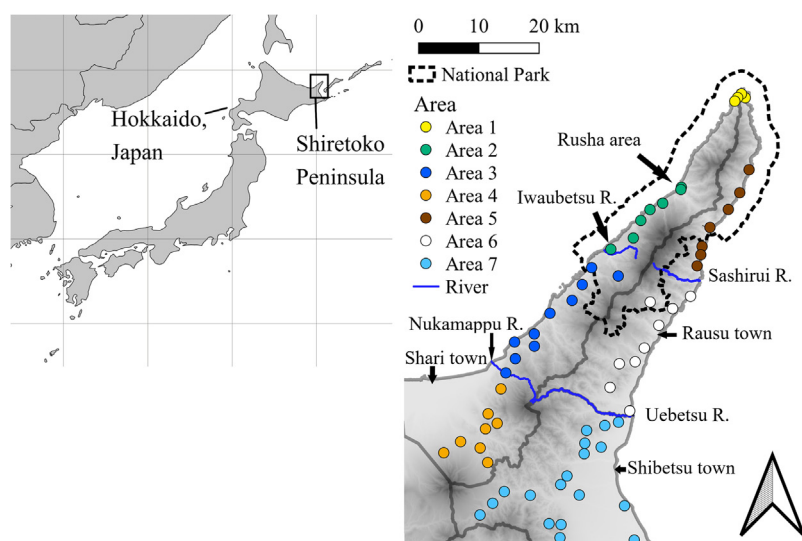 Hokkaido,
Japan
Shiretoko
Peninsula
0 10 20 km
National Park
Area
Area 1
Area 2
Area 3
Area 4
Area 5
Area 6
Area 7
River
Rusha area
Iwaubetsu R.
Sashirui R.
Nukamappu R.
Rausu town
Shari town
Uebetsu R.
Shibetsu town